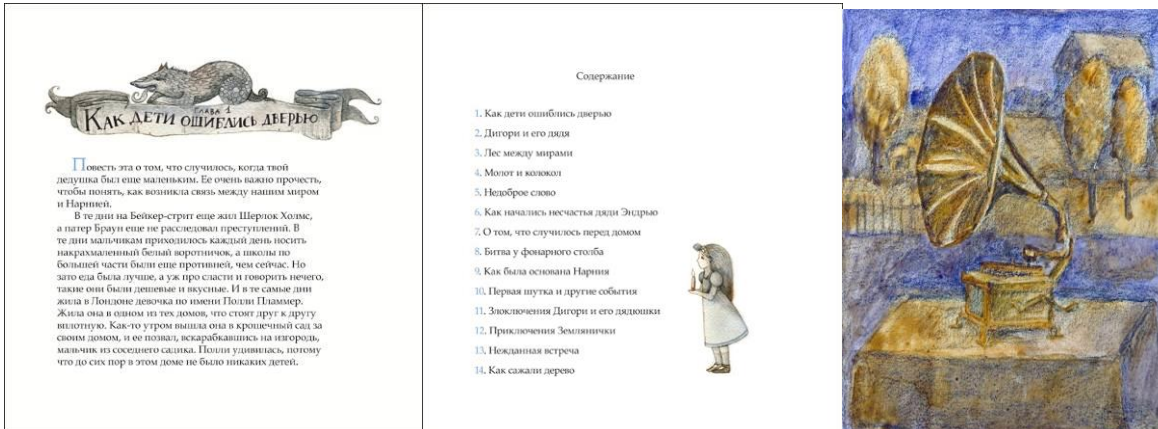 ГЛАВА 1
КАК ДЕТИ ОШИБЛИСЬ ДВЕРЬЮ
Повесть эта о том, что случилось, когда твой
дедушка был еще маленьким. Ее очень важно прочесть,
чтобы понять, как возникла связь между нашим миром
и Нарнией.
В те дни на Бейкер-стрит еще жил Шерлок Холмс,
а патер Браун еще не расследовал преступлений. В
те дни мальчикам приходилось каждый день носить
накрахмаленный белый воротничок, а школы по
большей части были еще противней, чем сейчас. Но
зато еда была лучше, а уж про сласти и говорить нечего,
такие они были дешевые и вкусные. И в те самые дни
жила в Лондоне девочка по имени Полли Пламмер.
Жила она в одном из тех домов, что стоят друг к другу
вплотную. Как-то утром вышла она в крошечный сад за
своим домом, и ее позвал, вскарабкавшись на изгородь,
мальчик из соседнего садика. Полли удивилась, потому
что до сих пор в этом доме не было никаких детей.
Содержание
1. Как дети ошиблись дверью
2. Дигори и его дядя
3. Лес между мирами
4. Молот и колокол
5. Недоброе слово
6. Как начались несчастья дяди Эндрью
7. О том, что случилось перед домом
8. Битва у фонарного столба
9. Как была основана Нарния
10. Первая шутка и другие события
11. Злоключения Дигори и его дядюшки
12. Приключения Землянички
13. Нежданная встреча
14. Как сажали дерево